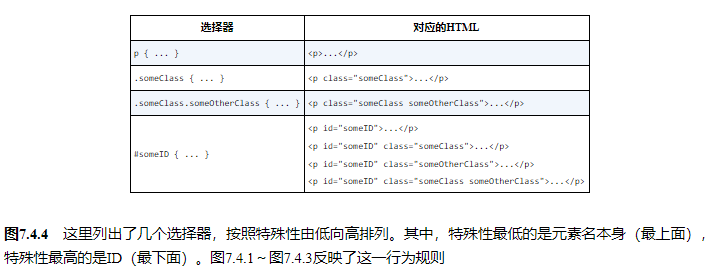 选择器 对应的HTML
p { ... } <p>...</p>
.someClass { ... } <p class="someClass">...</p>
.someClass.someOtherClass { ... } <p class="someClass someOtherClass">...</p>
#someID { ... } <p id="someID">...</p>
<p id="someID" class="someClass">...</p>
<p id="someID" class="someOtherClass">...</p>
<p id="someID" class="someClass someOtherClass">...</p>
图7.4.4 这里列出了几个选择器，按照特殊性由低向高排列。其中，特殊性最低的是元素名本身（最上面），
特殊性最高的是ID（最下面）。图7.4.1～图7.4.3反映了这一行为规则